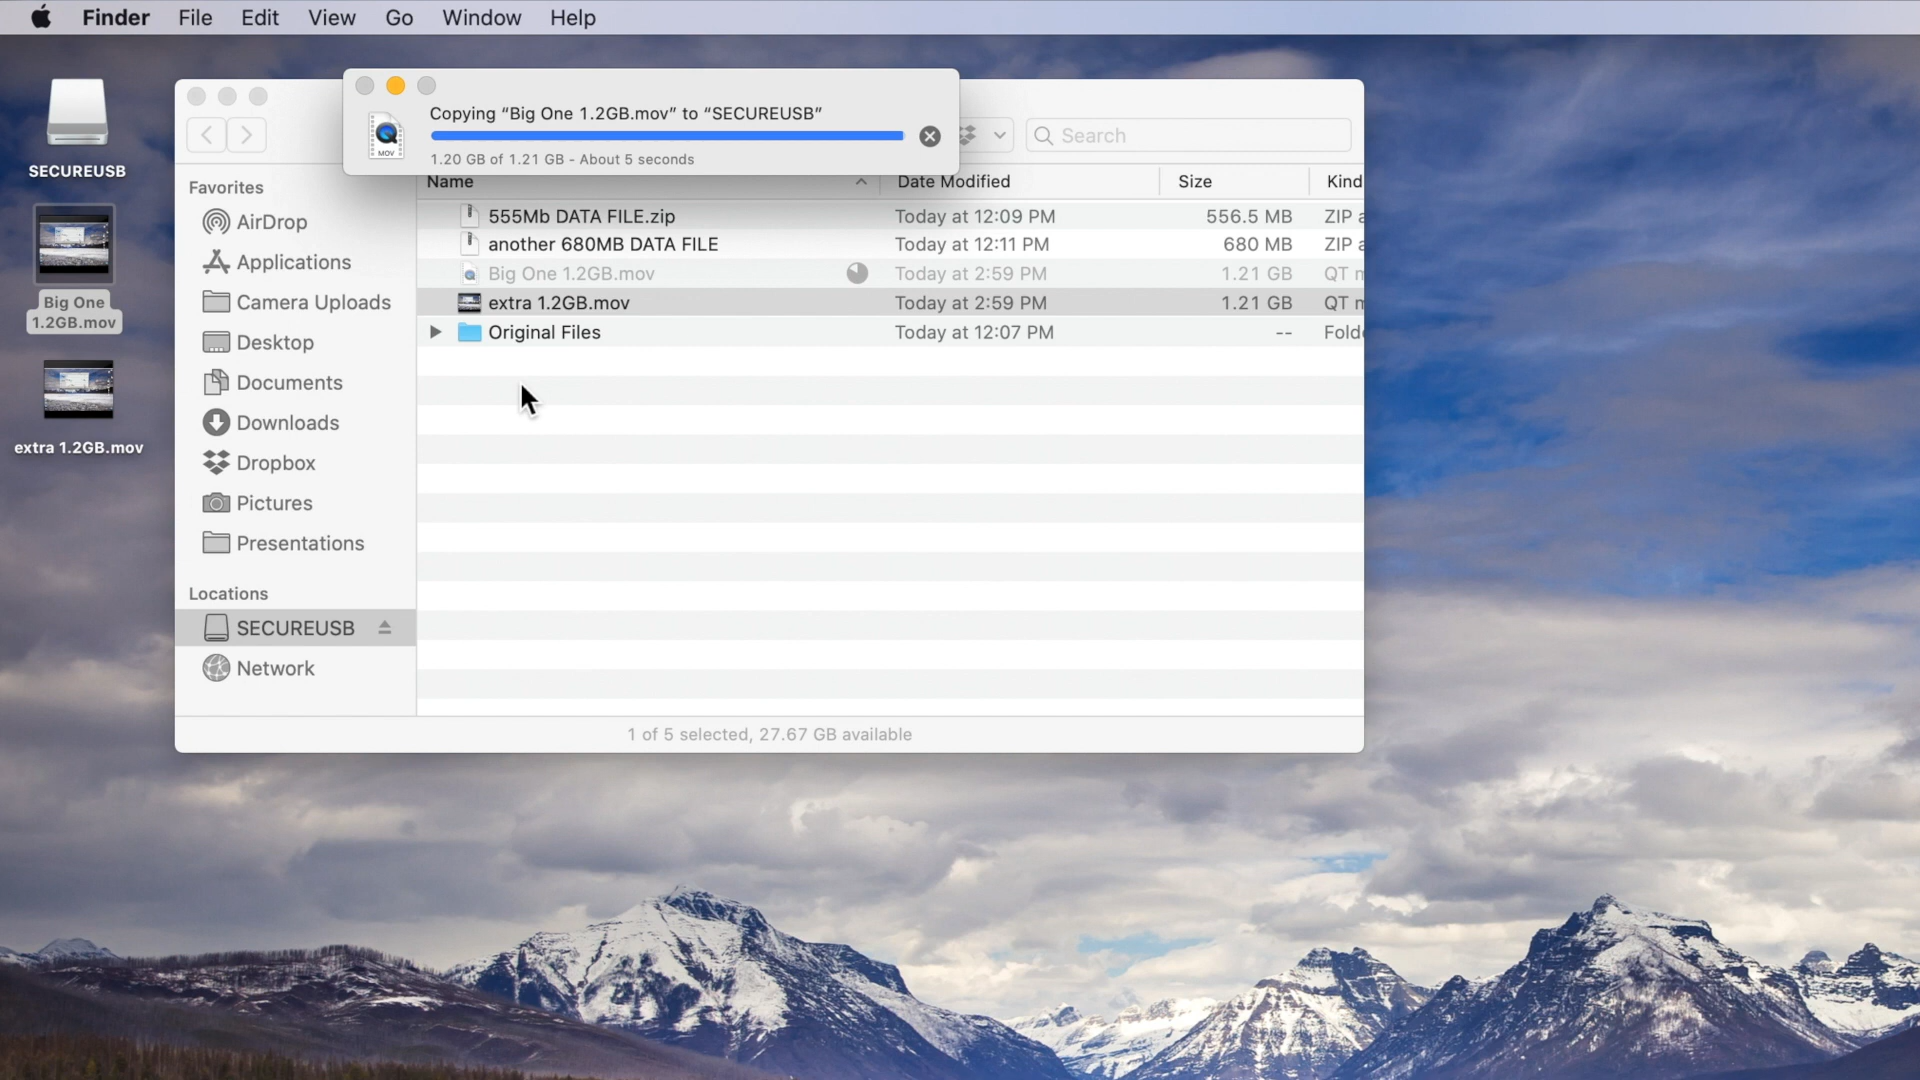 Finder File Edit View Go Window Help
SECUREUSB
Big One
1.2GB.mov
extra 1.2GB.mov
Copying “Big One 1.2GB.mov” to “SECUREUSB”
MOV
1.20 GB of 1.21 GB - About 5 seconds
Search
Favorites
AirDrop
Applications
Camera Uploads
Desktop
Documents
Downloads
Dropbox
Pictures
Presentations
Locations
SECUREUSB
Network
Name Date Modified Size Kind
555Mb DATA FILE.zip Today at 12:09 PM 556.5 MB ZIP a
another 680MB DATA FILE Today at 12:11 PM 680 MB ZIP a
Big One 1.2GB.mov Today at 2:59 PM 1.21 GB QT m
extra 1.2GB.mov Today at 2:59 PM 1.21 GB QT m
Original Files Today at 12:07 PM -- Folde
1 of 5 selected, 27.67 GB available